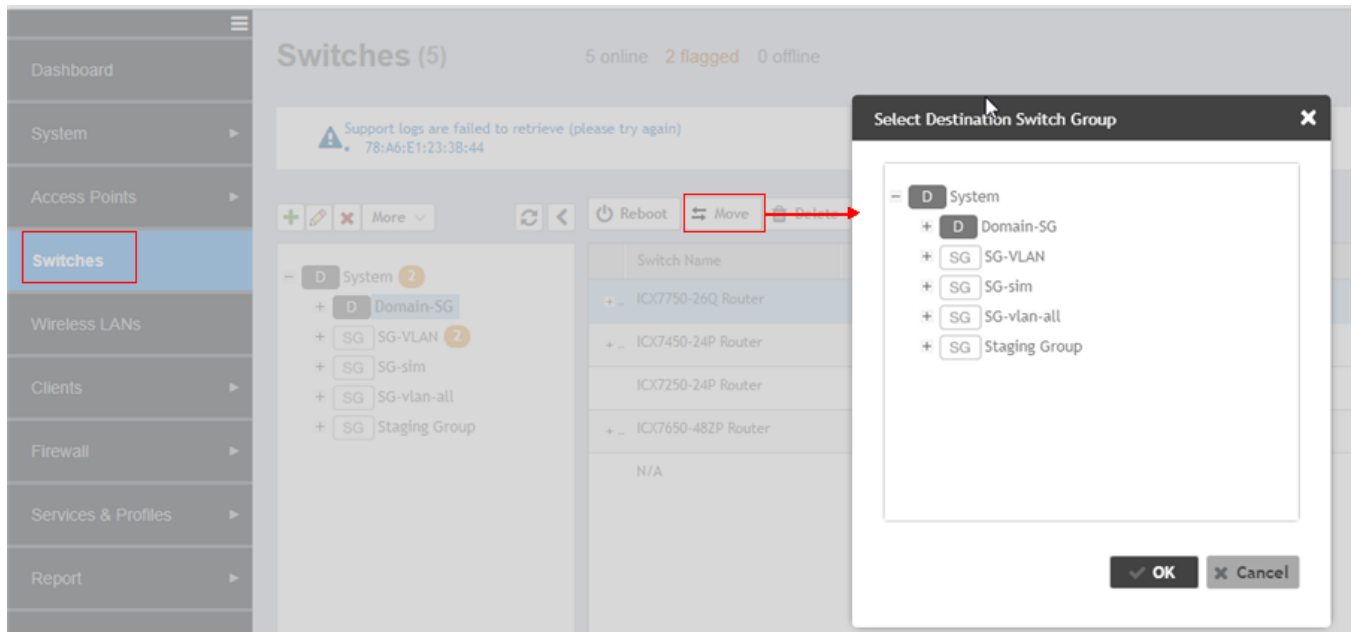 Dashboard
System
Access Points
Switches
Wireless LANs
Clients
Firewall
Services & Profiles
Report
Switches (5)
5 online 2 flagged 0 offline
Support logs are failed to retrieve (please try again)
78:A6:E1:23:3B:44
More
Reboot Move Delete
D System 2
D Domain-SG
SG SG-VLAN 2
SG SG-sim
SG SG-vlan-all
SG Staging Group
Switch Name
ICX7750-26Q Router
ICX7450-24P Router
ICX7250-24P Router
ICX7650-48ZP Router
N/A
Select Destination Switch Group
D System
D Domain-SG
SG SG-VLAN
SG SG-sim
SG SG-vlan-all
SG Staging Group
OK Cancel